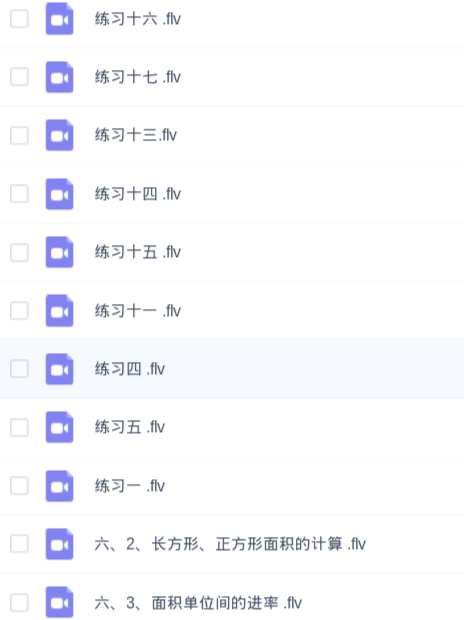 练习十六 .flv
练习十七 .flv
练习十三.flv
练习十四 .flv
练习十五 .flv
练习十一 .flv
练习四 .flv
练习五 .flv
练习一 .flv
六、2、长方形、正方形面积的计算 .flv
六、3、面积单位间的进率 .flv